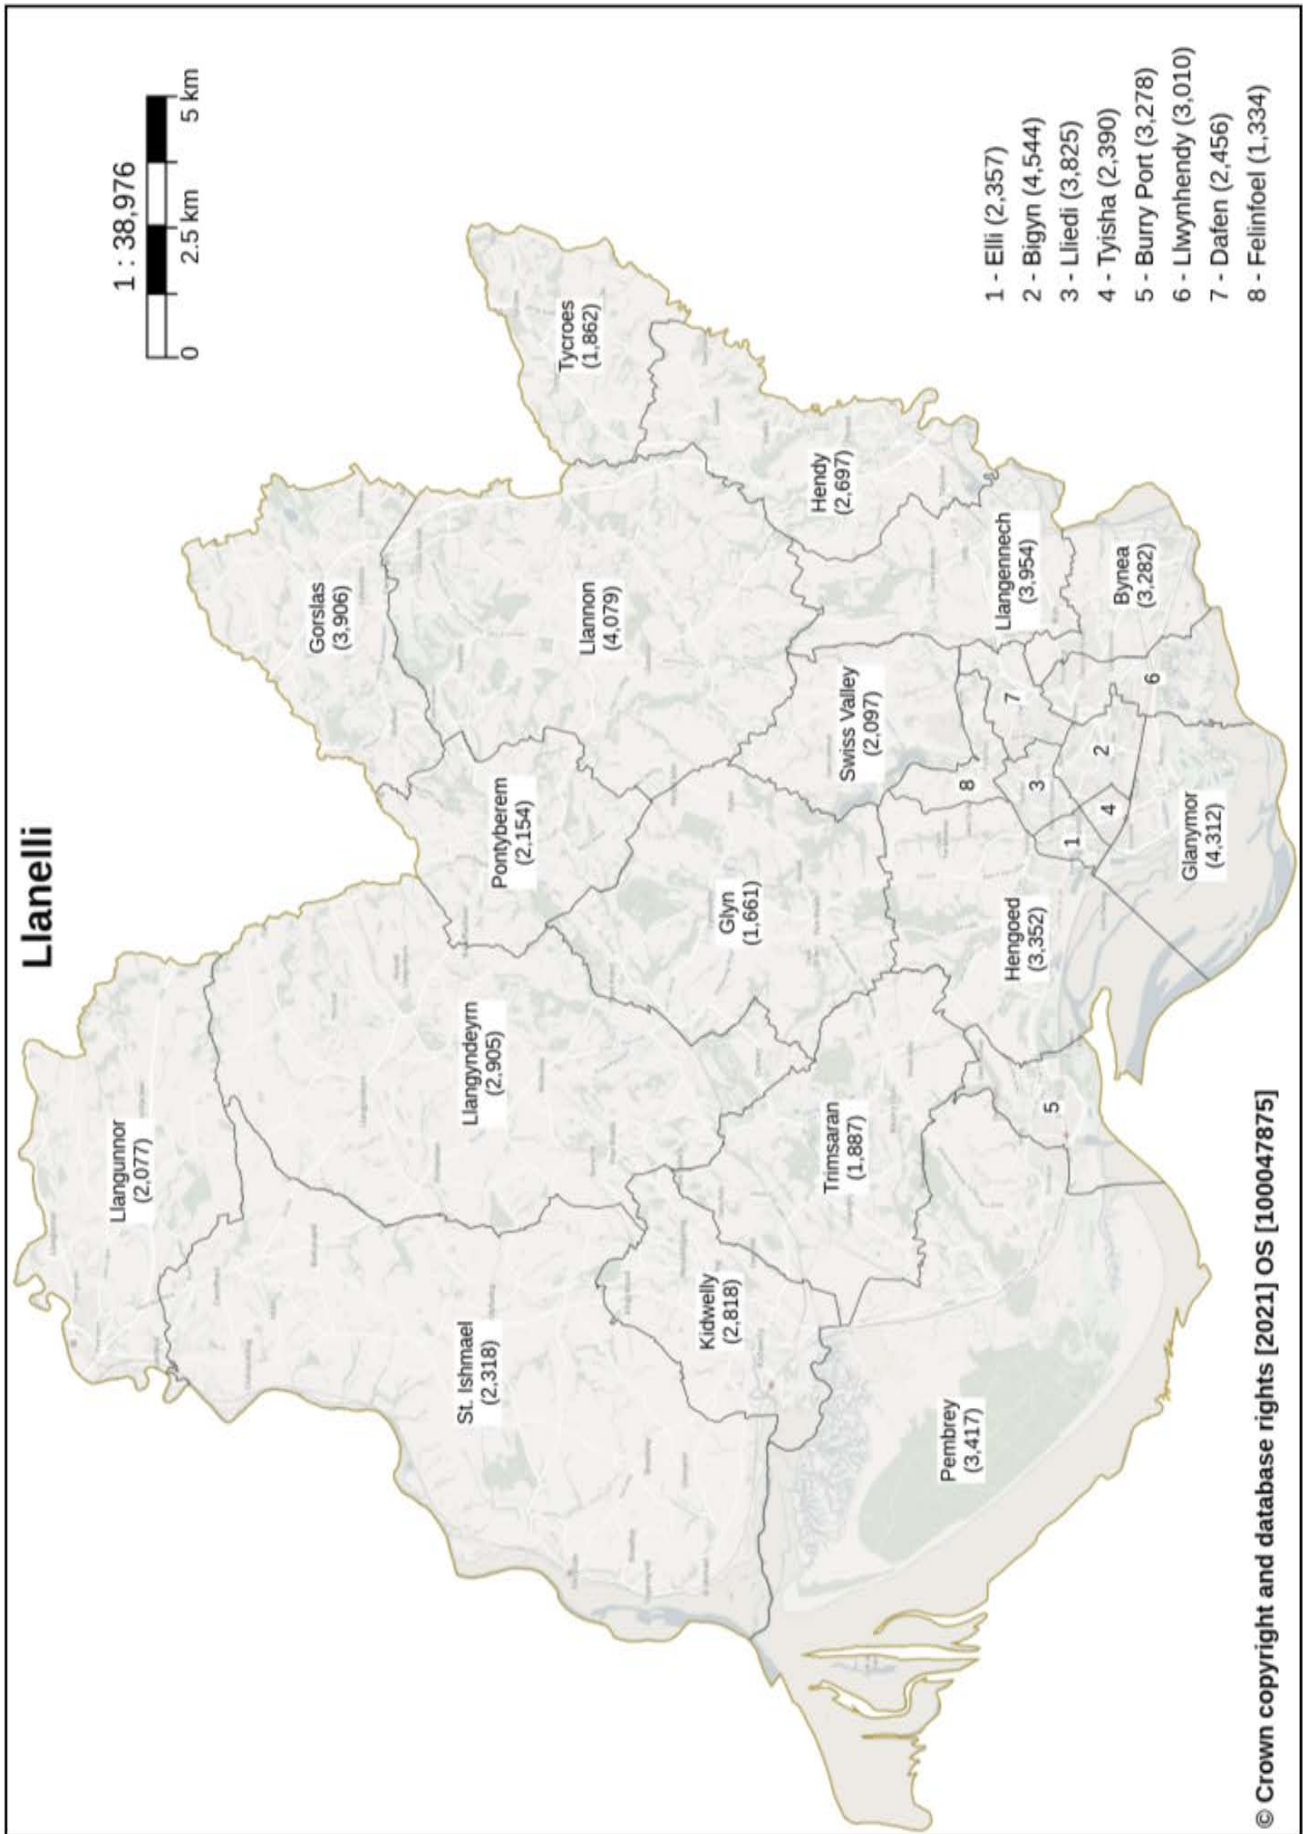 Llanelli
1 : 38,976
0
2.5 km
5 km
Llangunnor
(2,077)
Gorslas
(3,906)
St. Ishmael
(2,318)
Llangyndeyrn
(2,905)
Pontyberem
(2,154)
Llannon
(4,079)
Tycroes
(1,862)
Kidwelly
(2,818)
Glyn
(1,661)
Trimsaran
(1,887)
Swiss Valley
(2,097)
Hendy
(2,697)
Pembrey
(3,417)
Hengoed
(3,352)
Llangennech
(3,954)
Bynea
(3,282)
Glanymor
(4,312)
5
8
1
3
4
2
7
6
1 - Elli (2,357)
2 - Bigyn (4,544)
3 - Lliedi (3,825)
4 - Tyisha (2,390)
5 - Burry Port (3,278)
6 - Llwynhendy (3,010)
7 - Dafen (2,456)
8 - Felinfoel (1,334)
© Crown copyright and database rights [2021] OS [100047875]